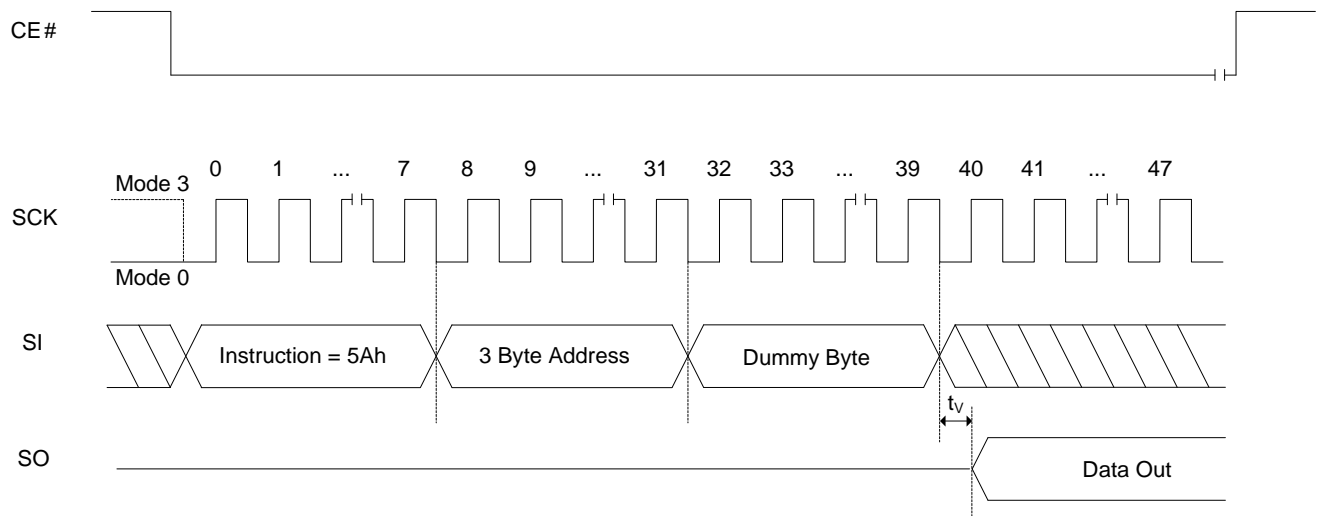 CE#
0 1 ... 7 8 9 ... 31 32 33 ... 39 40 41 ... 47
Mode 3
SCK
Mode 0
SI
Instruction = 5Ah
3 Byte Address
Dummy Byte
tV
SO
Data Out